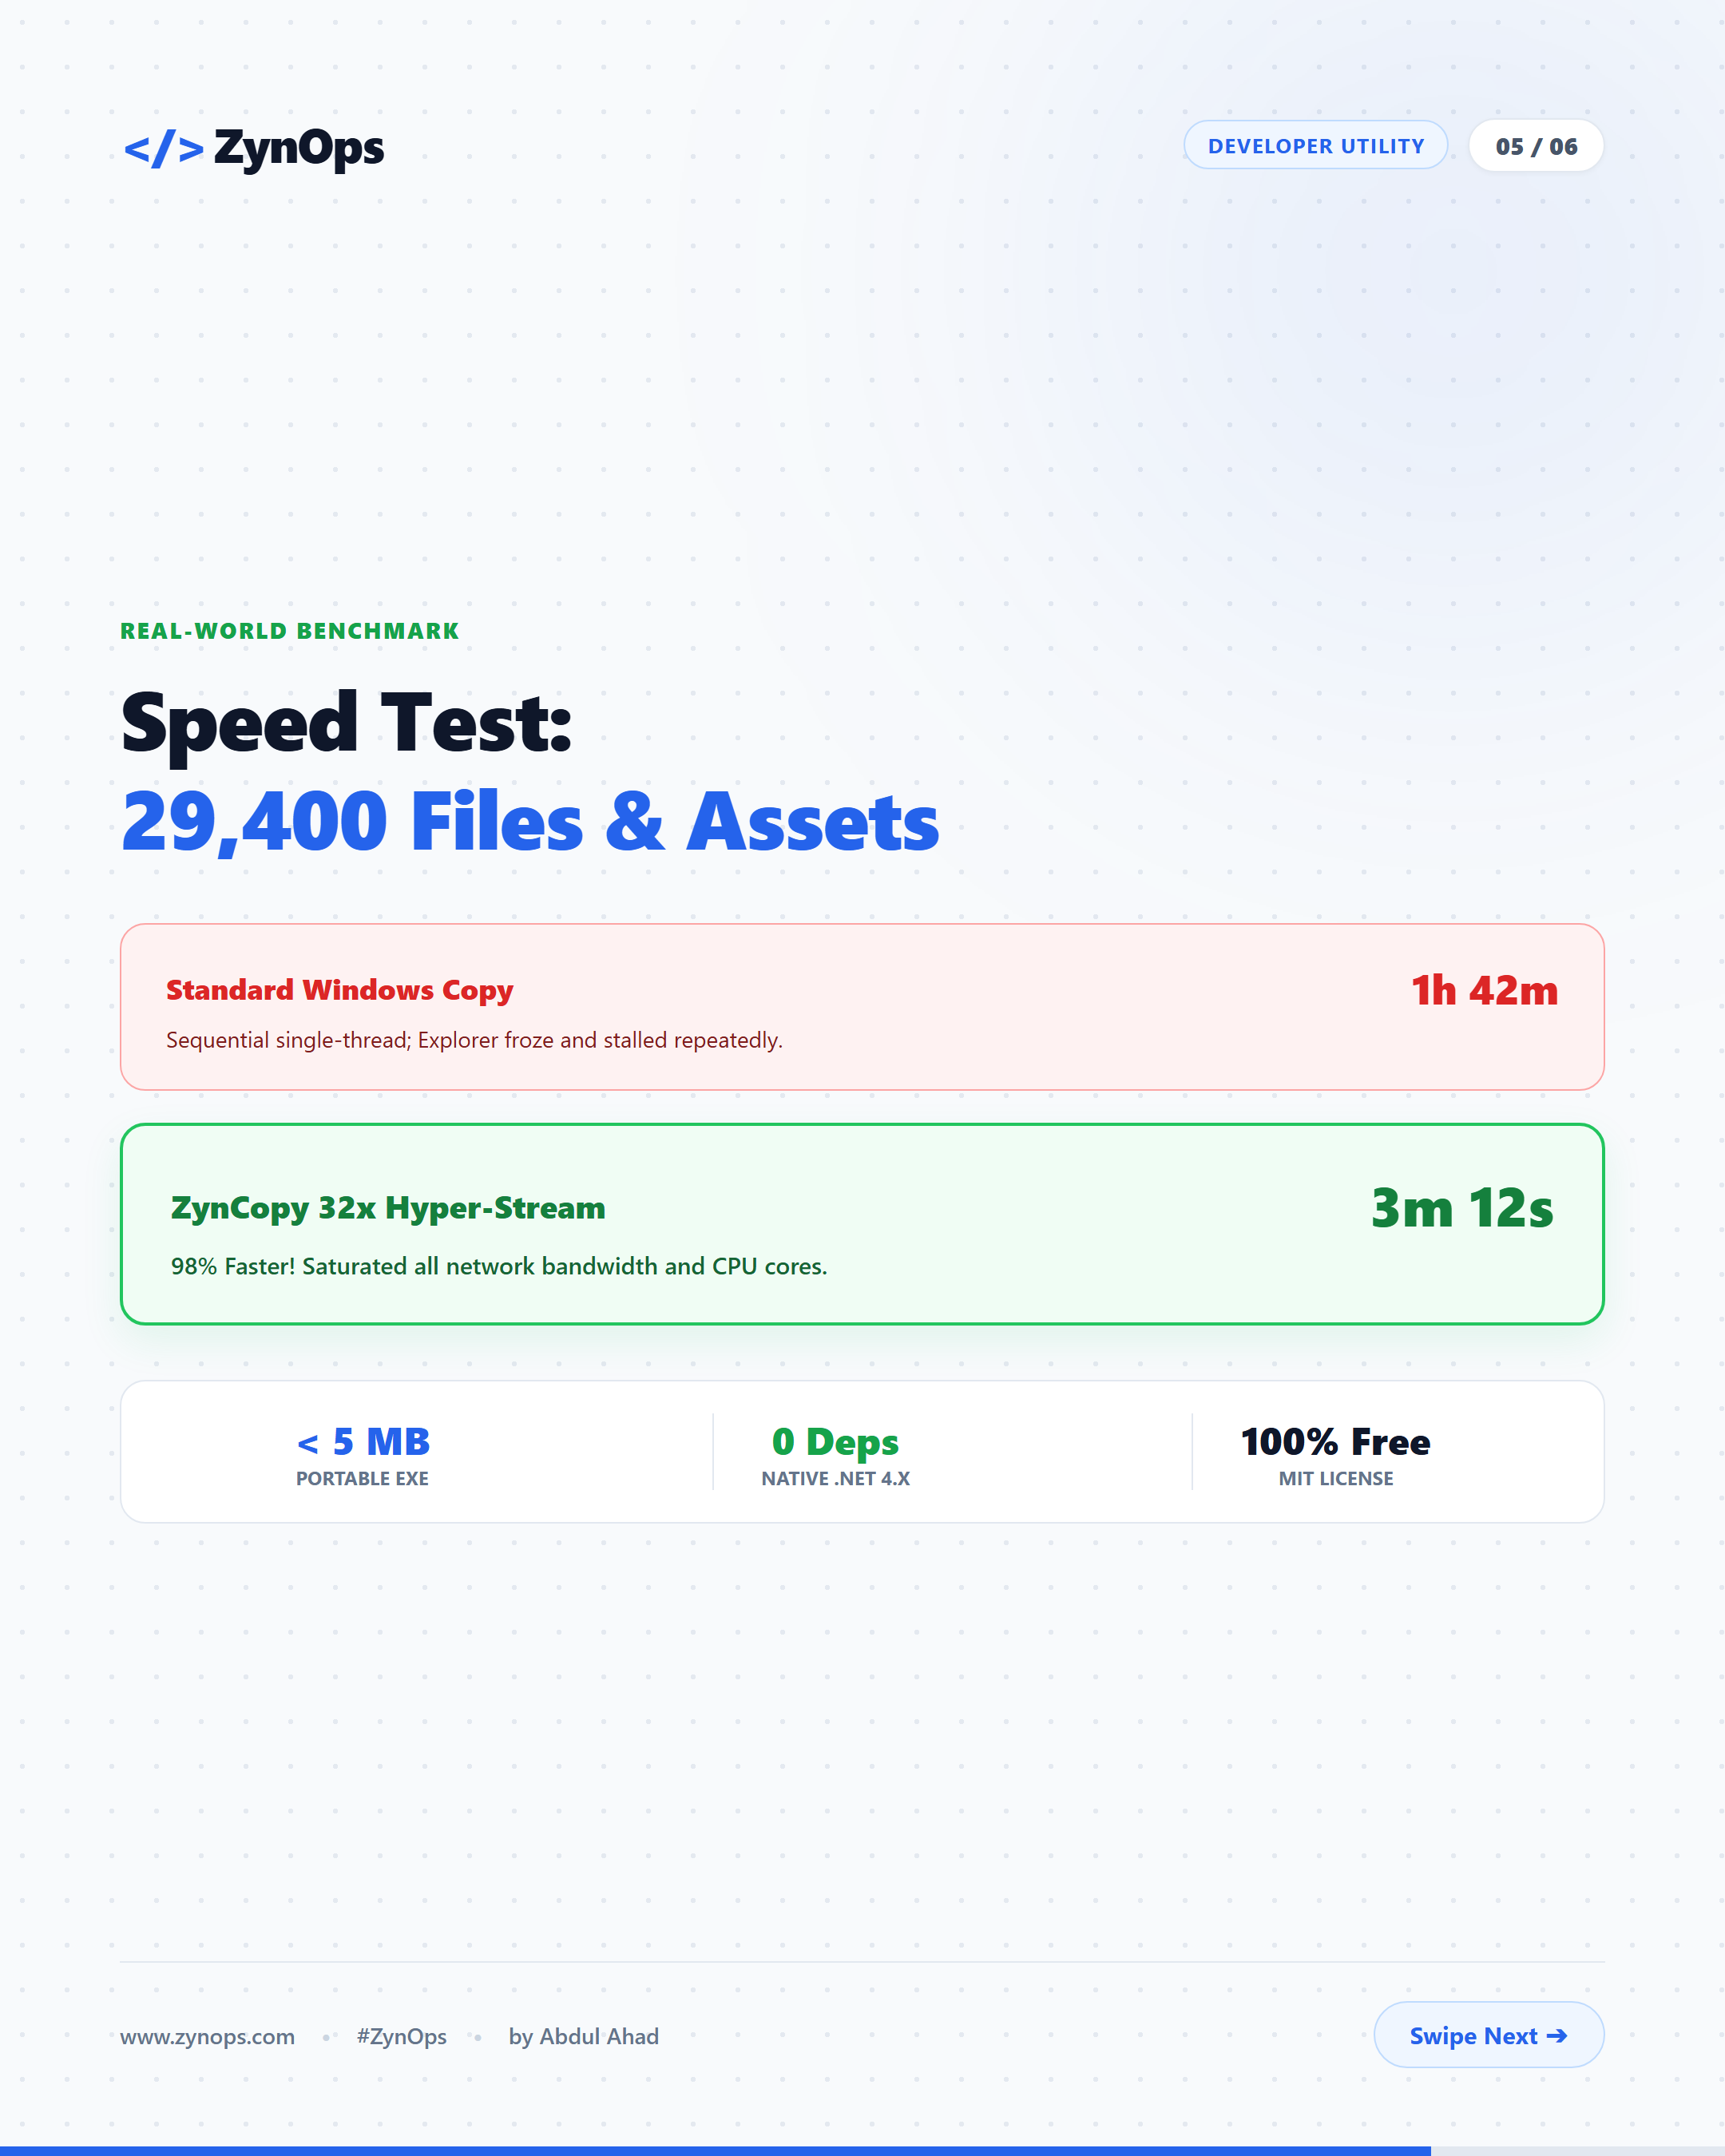 </> ZynOps
DEVELOPER UTILITY
05 / 06
REAL-WORLD BENCHMARK
Speed Test:
29,400 Files & Assets
Standard Windows Copy
1h 42m
Sequential single-thread; Explorer froze and stalled repeatedly.
ZynCopy 32x Hyper-Stream
3m 12s
98% Faster! Saturated all network bandwidth and CPU cores.
< 5 MB
PORTABLE EXE
0 Deps
NATIVE .NET 4.X
100% Free
MIT LICENSE
www.zynops.com • #ZynOps • by Abdul Ahad
Swipe Next ➔